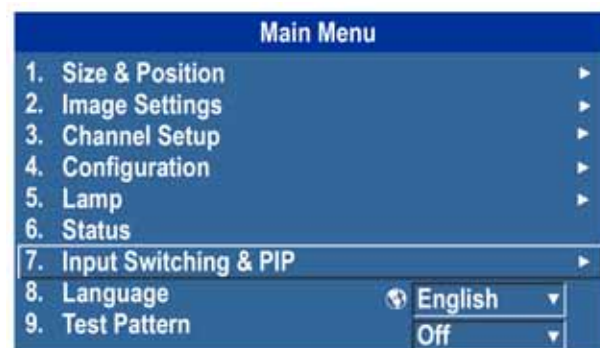 Main Menu
1. Size & Position
2. Image Settings
3. Channel Setup
4. Configuration
5. Lamp
6. Status
7. Input Switching & PIP
8. Language English
9. Test Pattern Off